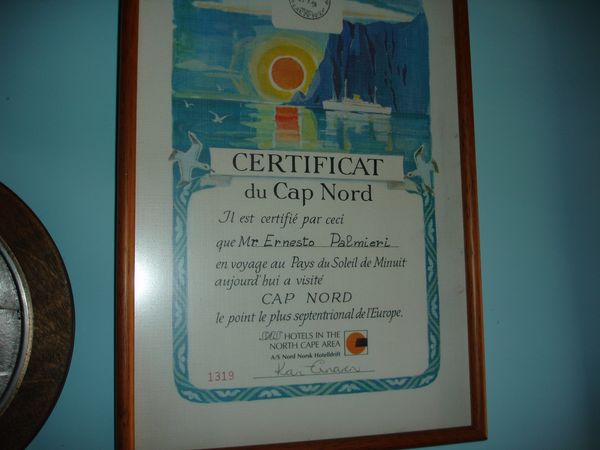 CERTIFICAT
du Cap Nord
Il est certifié par ceci
que Mr Ernesto Palmieri
en voyage au Pays du Soleil de Minuit
aujourd'hui a visité
CAP NORD
le point le plus septentrional de l'Europe.
HOTELS IN THE
NORTH CAPE AREA
A/S Nord Norsk Hotelldrift
1319